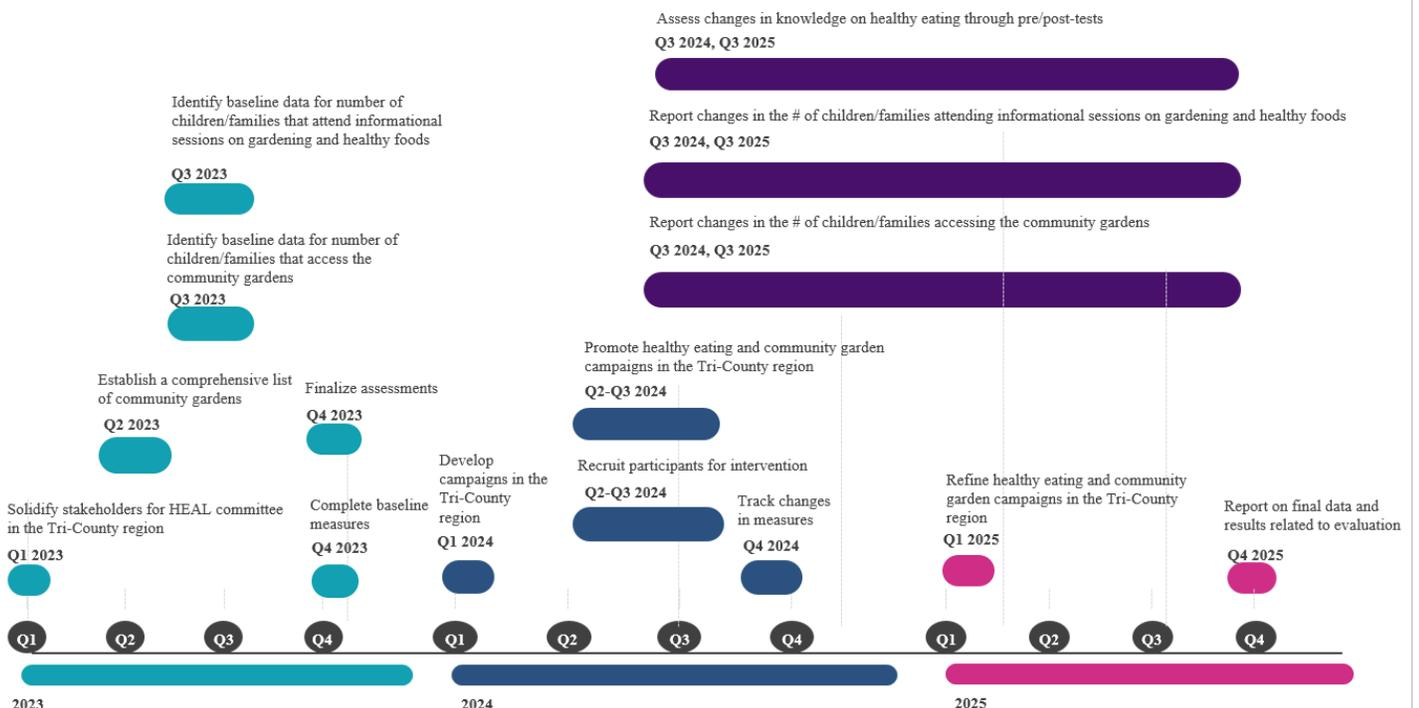 Assess changes in knowledge on healthy eating through pre/post-tests
Q3 2024, Q3 2025
Identify baseline data for number of
children/families that attend informational
sessions on gardening and healthy foods
Q3 2023
Report changes in the # of children/families attending informational sessions on gardening and healthy foods
Q3 2024, Q3 2025
Identify baseline data for number of
children/families that access the
community gardens
Q3 2023
Report changes in the # of children/families accessing the community gardens
Q3 2024, Q3 2025
Establish a comprehensive list
of community gardens
Q2 2023
Finalize assessments
Q4 2023
Promote healthy eating and community garden
campaigns in the Tri-County region
Q2-Q3 2024
Solidify stakeholders for HEAL committee
in the Tri-County region
Q1 2023
Complete baseline
measures
Q4 2023
Develop
campaigns in the
Tri-County
region
Q1 2024
Recruit participants for intervention
Q2-Q3 2024
Track changes
in measures
Q4 2024
Refine healthy eating and community
garden campaigns in the Tri-County
region
Q1 2025
Report on final data and
results related to evaluation
Q4 2025
Q1 Q2 Q3 Q4 Q1 Q2 Q3 Q4 Q1 Q2 Q3 Q4
2023 2024 2025